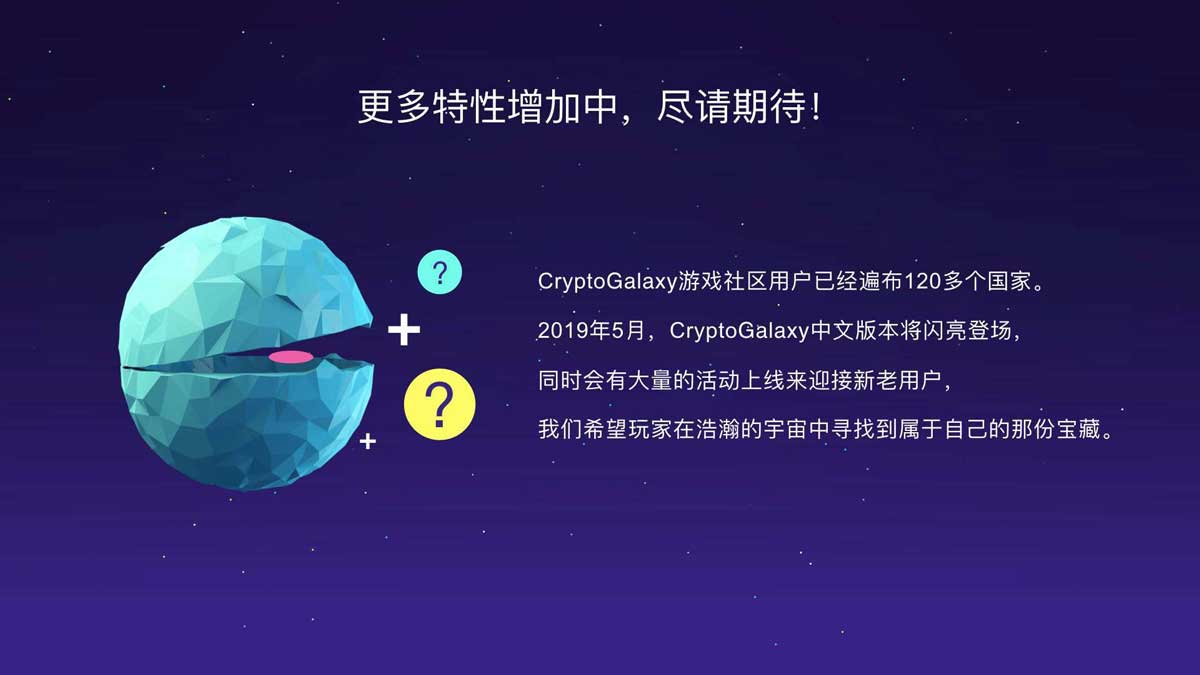 更多特性增加中，尽请期待！
?
?
CryptoGalaxy游戏社区用户已经遍布120多个国家。
2019年5月，CryptoGalaxy中文版本将闪亮登场，
同时会有大量的活动上线来迎接新老用户，
我们希望玩家在浩瀚的宇宙中寻找到属于自己的那份宝藏。